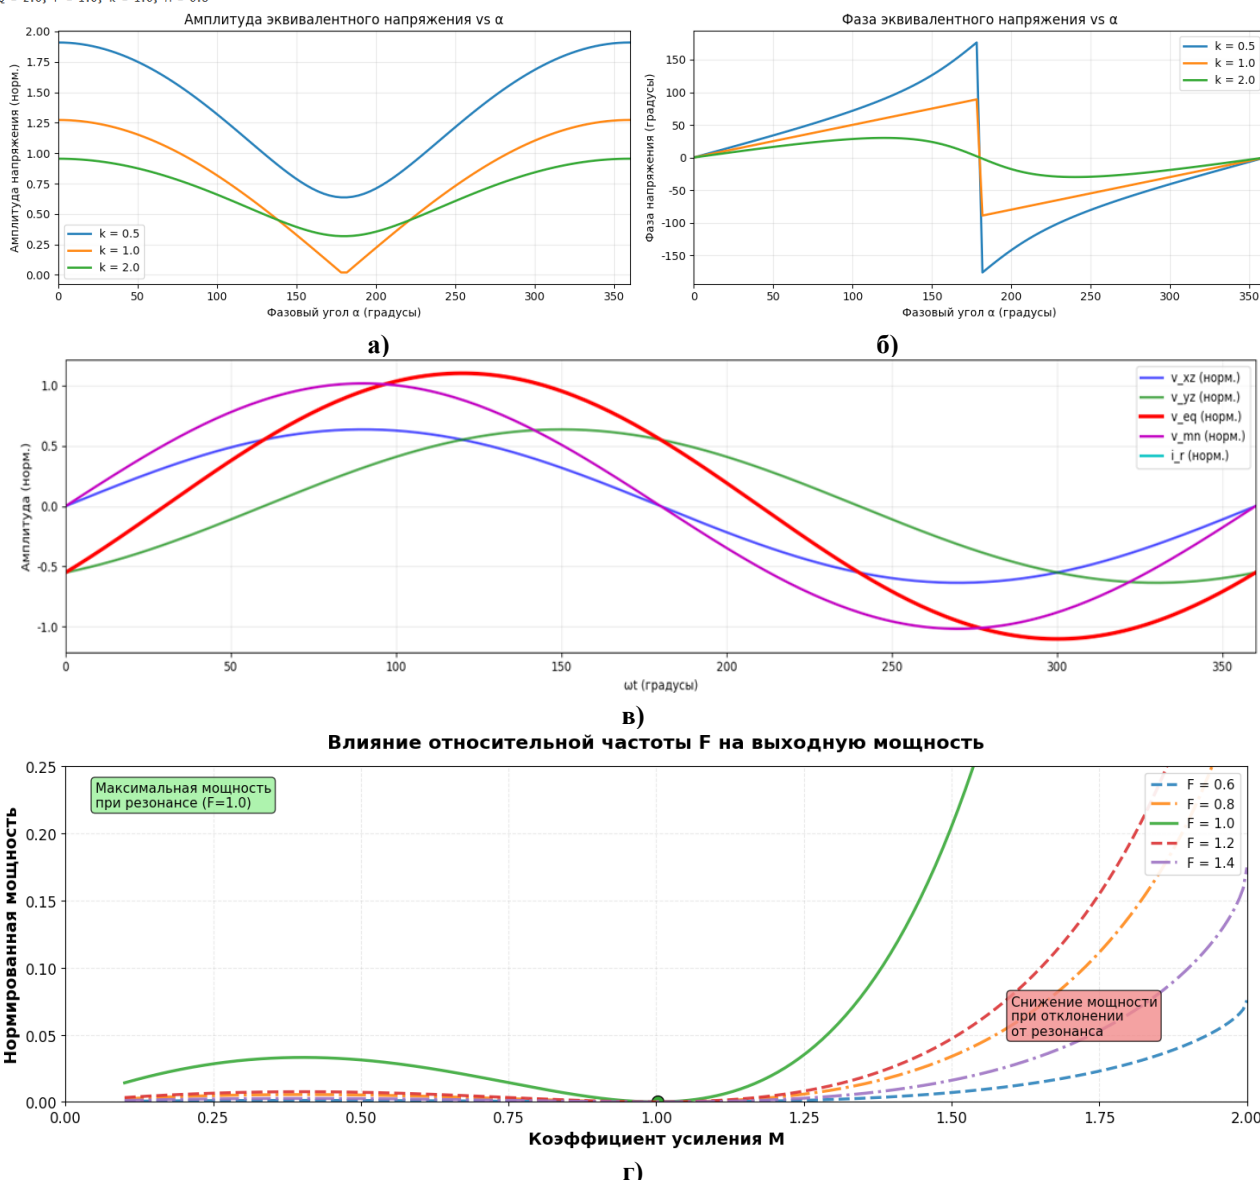 Амплитуда эквивалентного напряжения vs α
Амплитуда напряжения (норм.)
2.00
1.75
1.50
1.25
1.00
0.75
0.50
0.25
0.00
k = 0.5
k = 1.0
k = 2.0
0 50 100 150 200 250 300 350
Фазовый угол α (градусы)
а)
Фаза эквивалентного напряжения vs α
Фаза напряжения (градусы)
150
100
50
0
-50
-100
-150
k = 0.5
k = 1.0
k = 2.0
0 50 100 150 200 250 300 350
Фазовый угол α (градусы)
б)
Амплитуда (норм.)
1.0
0.5
0.0
-0.5
-1.0
v_xz (норм.)
v_yz (норм.)
v_eq (норм.)
v_mn (норм.)
i_r (норм.)
0 50 100 150 200 250 300 350
ωt (градусы)
в)
Влияние относительной частоты F на выходную мощность
Нормированная мощность
0.25
0.20
0.15
0.10
0.05
0.00
Максимальная мощность
при резонансе (F=1.0)
F = 0.6
F = 0.8
F = 1.0
F = 1.2
F = 1.4
Снижение мощности
при отклонении
от резонанса
0.00 0.25 0.50 0.75 1.00 1.25 1.50 1.75 2.00
Коэффициент усиления M
г)